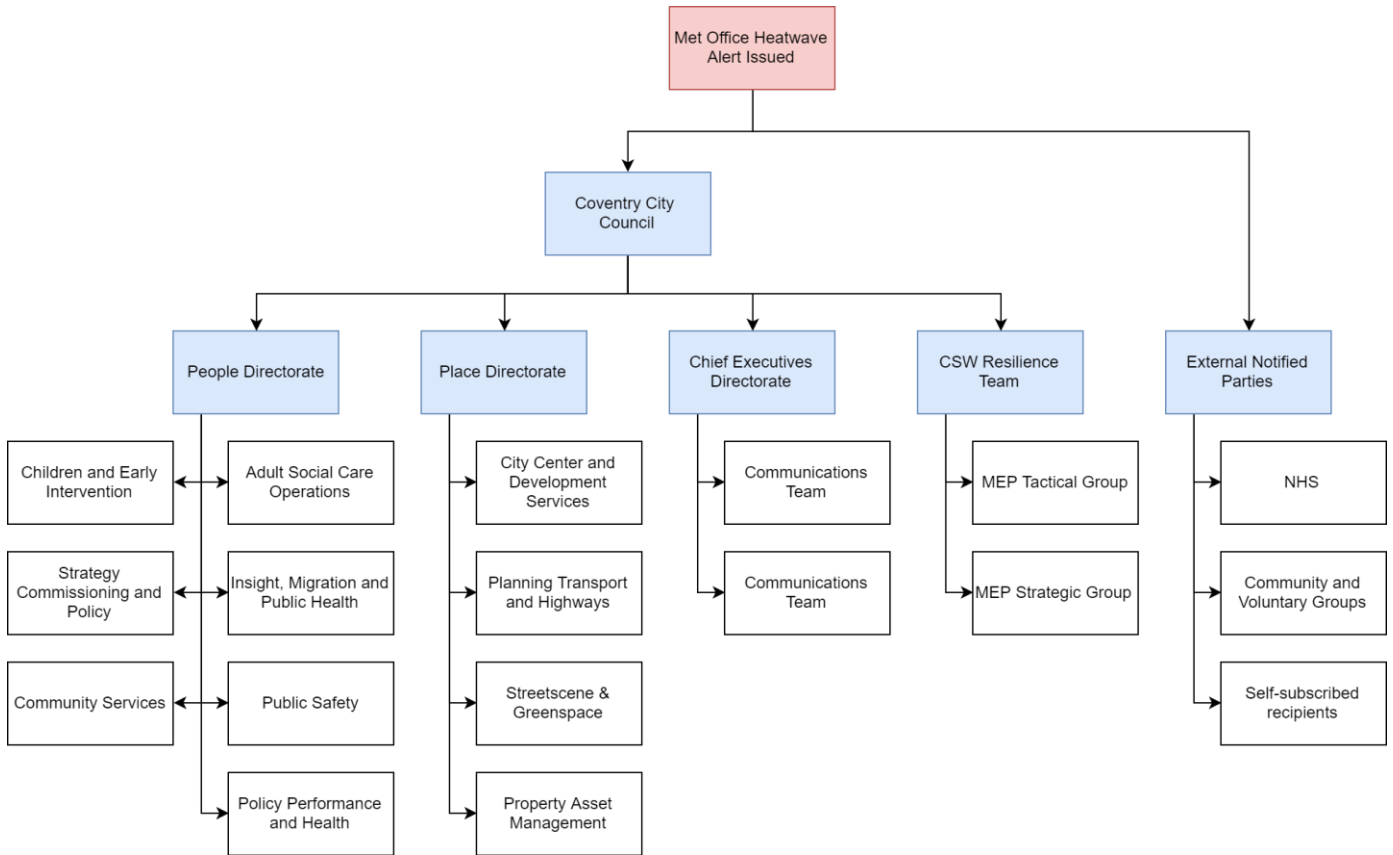 Met Office Heatwave
Alert Issued
Coventry City
Council
People Directorate
Place Directorate
Chief Executives
Directorate
CSW Resilience
Team
External Notified
Parties
Children and Early
Intervention
Adult Social Care
Operations
City Center and
Development
Services
Communications
Team
MEP Tactical Group
NHS
Strategy
Commissioning and
Policy
Insight, Migration and
Public Health
Planning Transport
and Highways
Communications
Team
MEP Strategic Group
Community and
Voluntary Groups
Community Services
Public Safety
Streetscene &
Greenspace
Self-subscribed
recipients
Policy Performance
and Health
Property Asset
Management